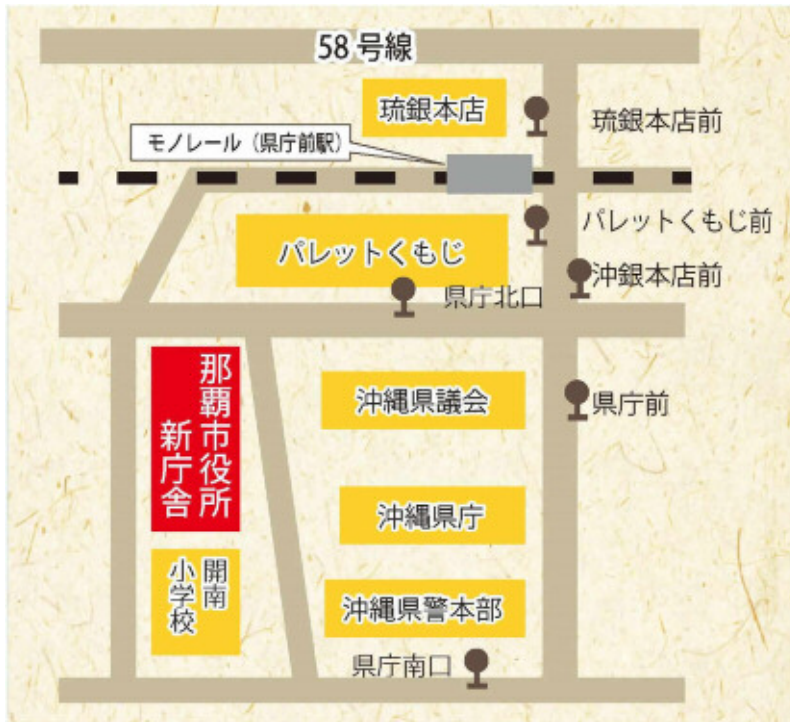 58号線
琉銀本店
琉銀本店前
モノレール（県庁前駅）
パレットくもじ前
パレットくもじ
沖銀本店前
県庁北口
那覇市役所
新庁舎
沖縄県議会
県庁前
沖縄県庁
開南
小学校
沖縄県警本部
県庁南口